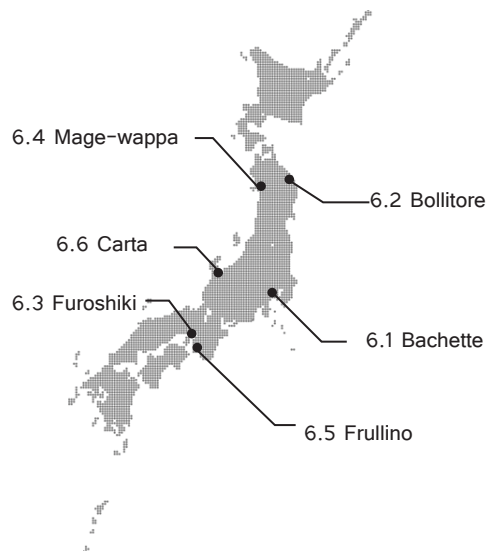 6.4 Mage-wappa
6.2 Bollitore
6.6 Carta
6.3 Furoshiki
6.1 Bachette
6.5 Frullino